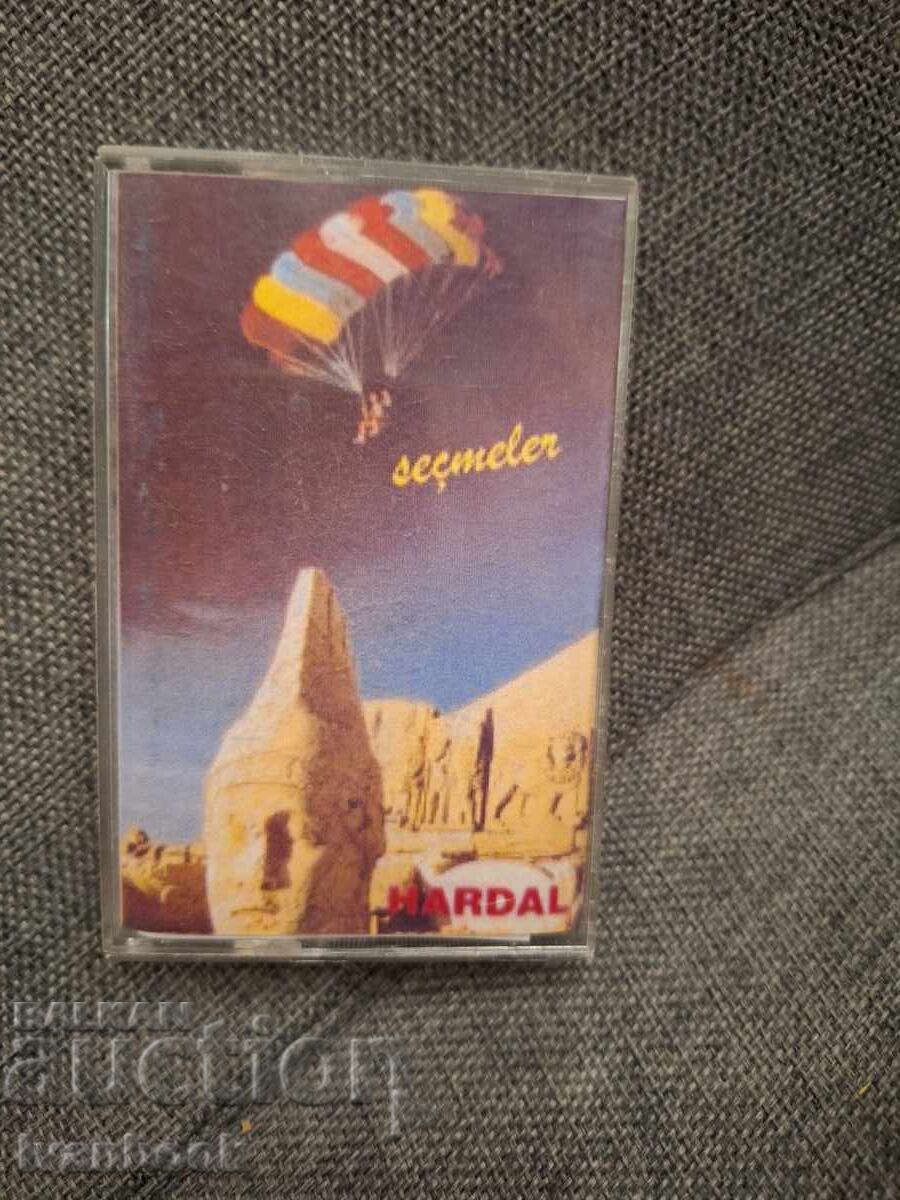 seçmeler
HARDAL
BALKAN
auction
ivanbook